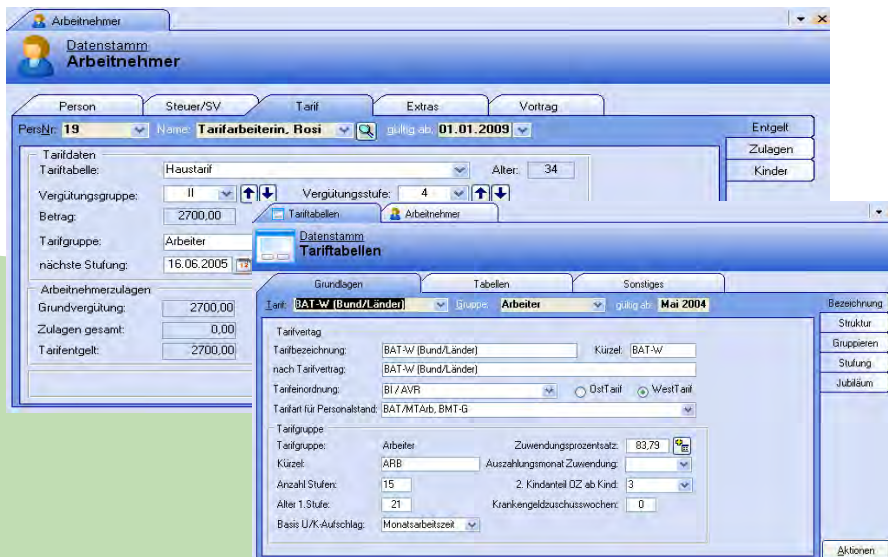 Arbeitnehmer
Datenstamm
Arbeitnehmer
Person Steuer/SV Tarif Extras Vortrag
PersNr: 19 Name: Tarifarbeiterin, Rosi gültig ab: 01.01.2009
Entgelt
Zulagen
Kinder
Tarifdaten
Tariftabelle: Haustarif Alter: 34
Vergütungsgruppe: II Vergütungsstufe: 4
Betrag: 2700,00
Tarifgruppe: Arbeiter
nächste Stufung: 16.06.2005
Arbeitnehmerzulagen
Grundvergütung: 2700,00
Zulagen gesamt: 0,00
Tarifentgelt: 2700,00
Tariftabellen Arbeitnehmer
Datenstamm
Tariftabellen
Grundlagen Tabellen Sonstiges
Tarif: BAT-W (Bund/Länder) Gruppe: Arbeiter gültig ab: Mai 2004
Bezeichnung
Struktur
Gruppieren
Stufung
Jubiläum
Tarifvertag
Tarifbezeichnung: BAT-W (Bund/Länder) Kürzel: BAT-W
nach Tarifvertrag: BAT-W (Bund/Länder)
Tarifeinordnung: BI / AVR OstTarif WestTarif
Tarifart für Personalstand: BAT/MTArb, BMT-G
Tarifgruppe
Tarifgruppe: Arbeiter Zuwendungsprozentsatz: 83,79
Kürzel: ARB Auszahlungsmonat Zuwendung:
Anzahl Stufen: 15 2. Kindanteil OZ ab Kind: 3
Alter 1.Stufe: 21 Krankengeldzuschusswochen: 0
Basis U/K-Aufschlag: Monatsarbeitszeit
Aktionen